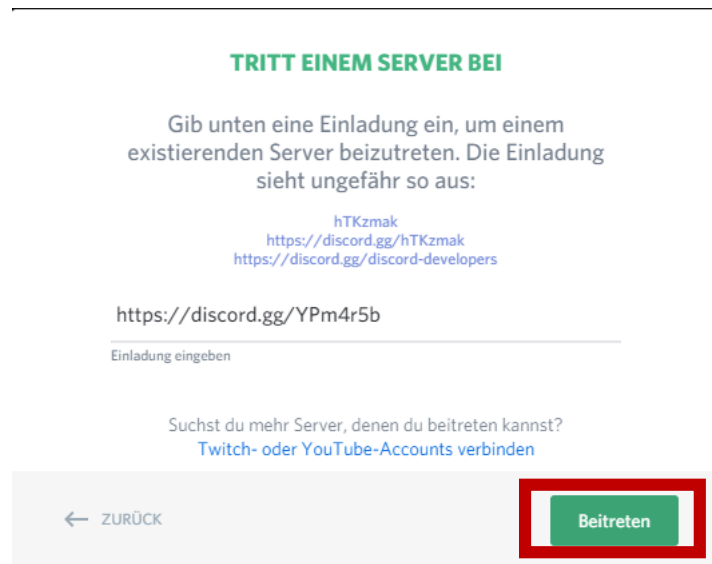 TRITT EINEM SERVER BEI
Gib unten eine Einladung ein, um einem
existierenden Server beizutreten. Die Einladung
sieht ungefähr so aus:
hTKzmak
https://discord.gg/hTKzmak
https://discord.gg/discord-developers
https://discord.gg/YPm4r5b
Einladung eingeben
Suchst du mehr Server, denen du beitreten kannst?
Twitch- oder YouTube-Accounts verbinden
← ZURÜCK
Beitreten